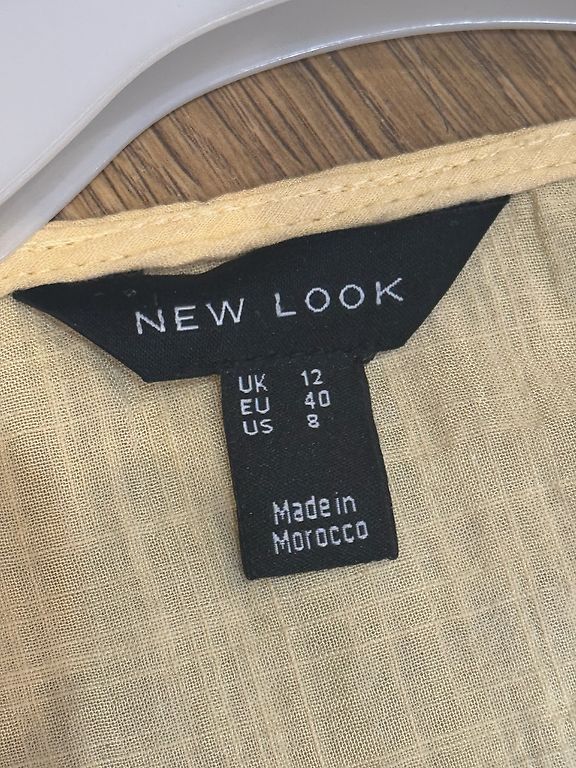 NEW LOOK
UK 12
EU 40
US 8
Made in
Morocco